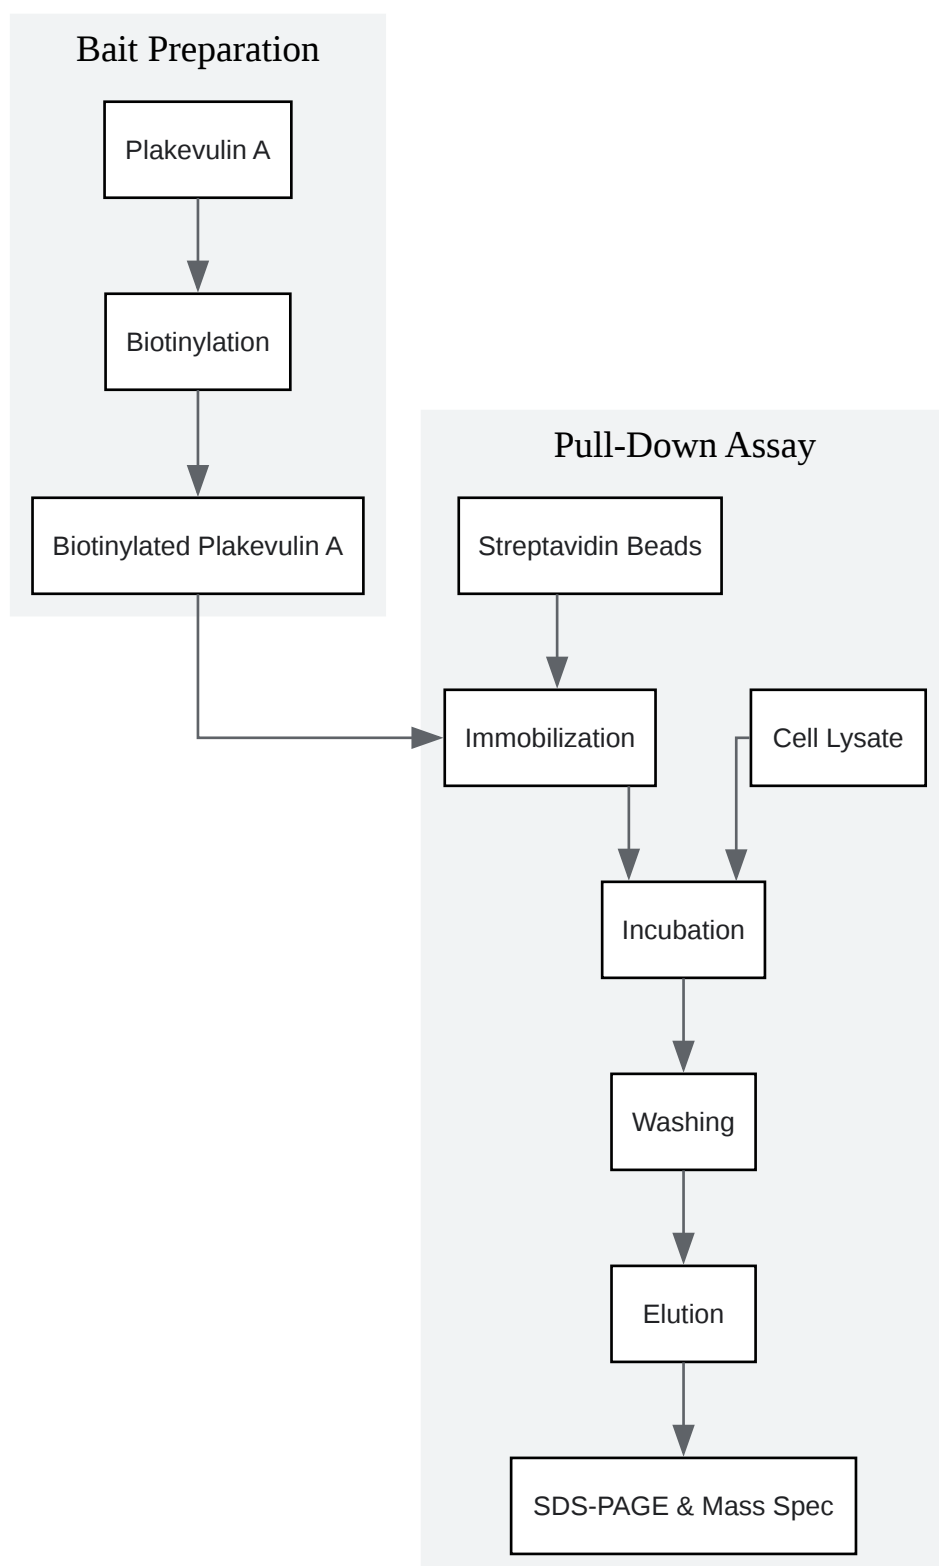 Bait Preparation
Plakevulin A
Biotinylation
Biotinylated Plakevulin A
Pull-Down Assay
Streptavidin Beads
Immobilization
Cell Lysate
Incubation
Washing
Elution
SDS-PAGE & Mass Spec